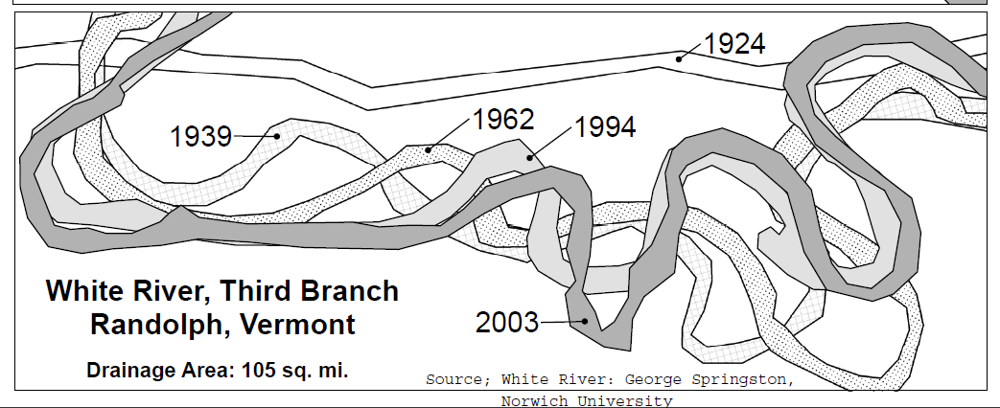 1924
1962
1994
1939
White River, Third Branch
Randolph, Vermont
2003
Drainage Area: 105 sq. mi.
Source; White River: George Springston,
Norwich University